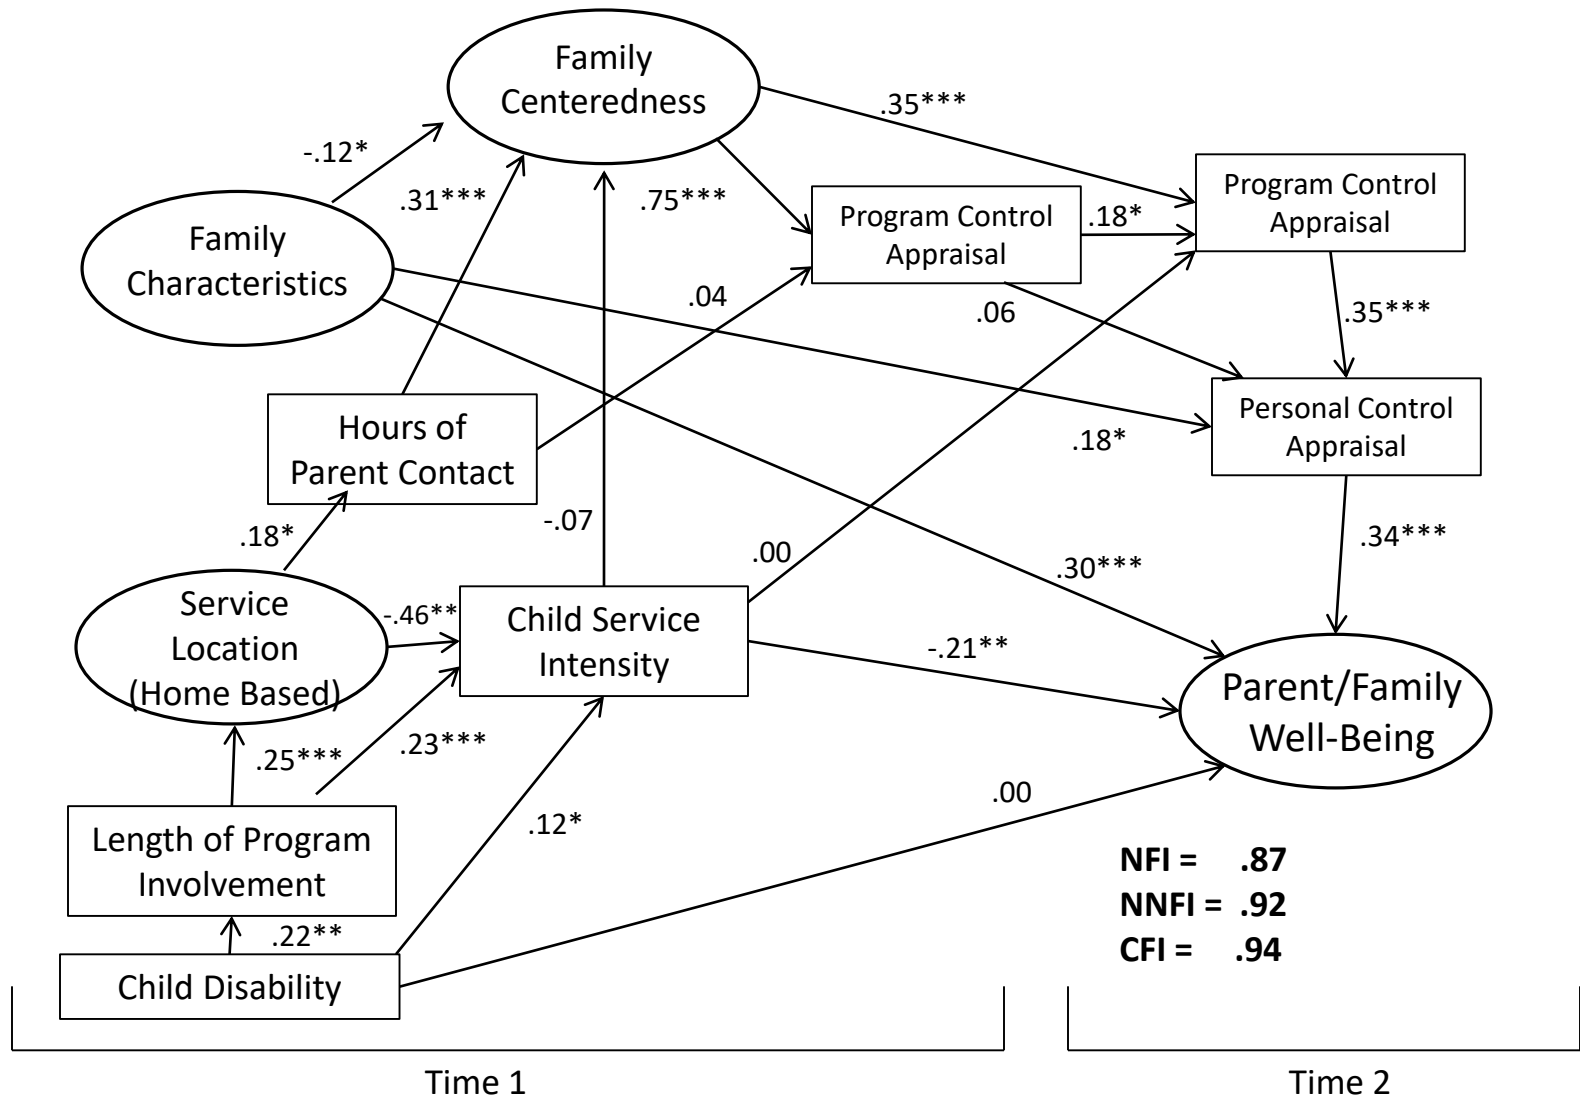 Family
Centeredness
.35***
-.12*
.31***
.75***
Program Control
Appraisal
Program Control
Appraisal
.18*
Family
Characteristics
.04
.06
.35***
Hours of
Parent Contact
Personal Control
Appraisal
.18*
.18*
-.07
.00
.30***
.34***
Service
Location
(Home Based)
-.46**
Child Service
Intensity
-.21**
Parent/Family
Well-Being
.25***
.23***
.12*
.00
Length of Program
Involvement
.22**
Child Disability
NFI = .87
NNFI = .92
CFI = .94
Time 1
Time 2